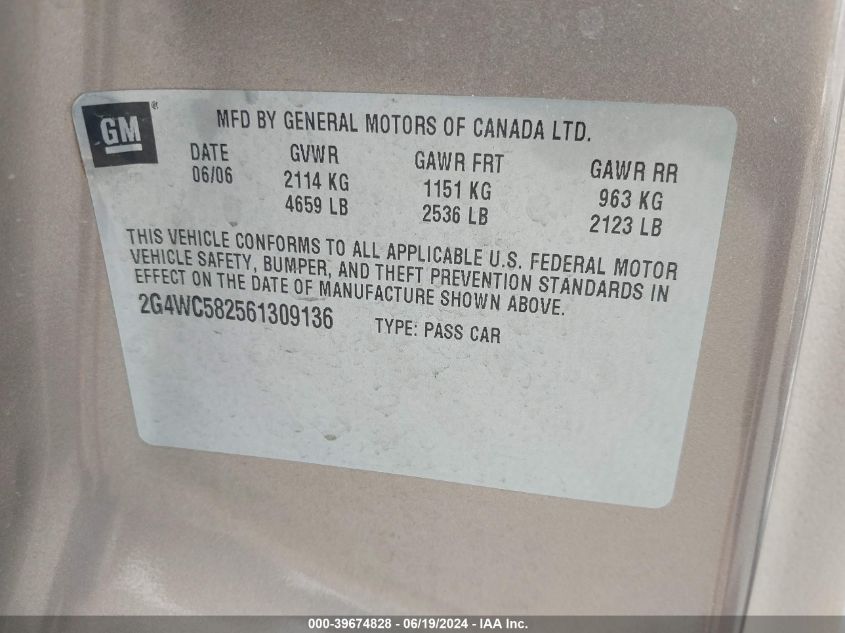 GM®
MFD BY GENERAL MOTORS OF CANADA LTD.
DATE GVWR GAWR FRT GAWR RR
06/06 2114 KG 1151 KG 963 KG
4659 LB 2536 LB 2123 LB
THIS VEHICLE CONFORMS TO ALL APPLICABLE U.S. FEDERAL MOTOR
VEHICLE SAFETY, BUMPER, AND THEFT PREVENTION STANDARDS IN
EFFECT ON THE DATE OF MANUFACTURE SHOWN ABOVE.
2G4WC582561309136 TYPE: PASS CAR
000-39674828 - 06/19/2024 - IAA Inc.